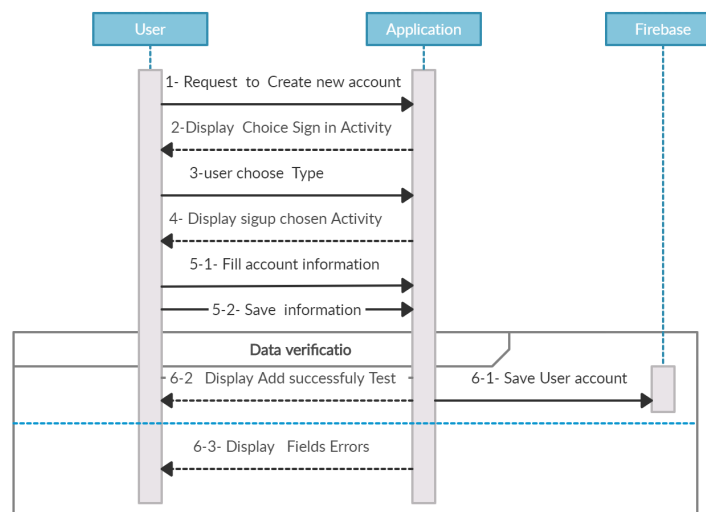 User
Application
Firebase
1- Request to Create new account
2-Display Choice Sign in Activity
3-user choose Type
4- Display sigup chosen Activity
5-1- Fill account information
5-2- Save information
Data verificatio
6-2 Display Add successfuly Test
6-1- Save User account
6-3- Display Fields Errors